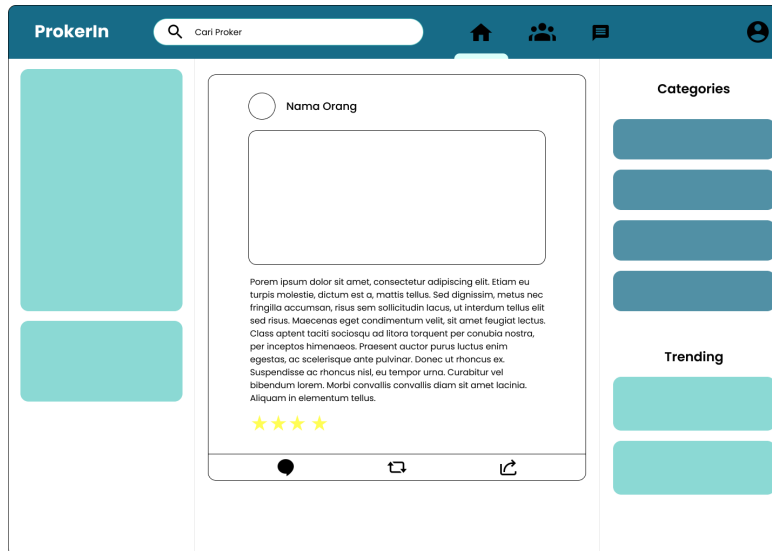 ProkerIn
Cari Proker
Nama Orang
Porem ipsum dolor sit amet, consectetur adipiscing elit. Etiam eu
turpis molestie, dictum est a, mattis tellus. Sed dignissim, metus nec
fringilla accumsan, risus sem sollicitudin lacus, ut interdum tellus elit
sed risus. Maecenas eget condimentum velit, sit amet feugiat lectus.
Class aptent taciti sociosqu ad litora torquent per conubia nostra,
per inceptos himenaeos. Praesent auctor purus luctus enim
egestas, ac scelerisque ante pulvinar. Donec ut rhoncus ex.
Suspendisse ac rhoncus nisl, eu tempor urna. Curabitur vel
bibendum lorem. Morbi convallis convallis diam sit amet lacinia.
Aliquam in elementum tellus.
Categories
Trending